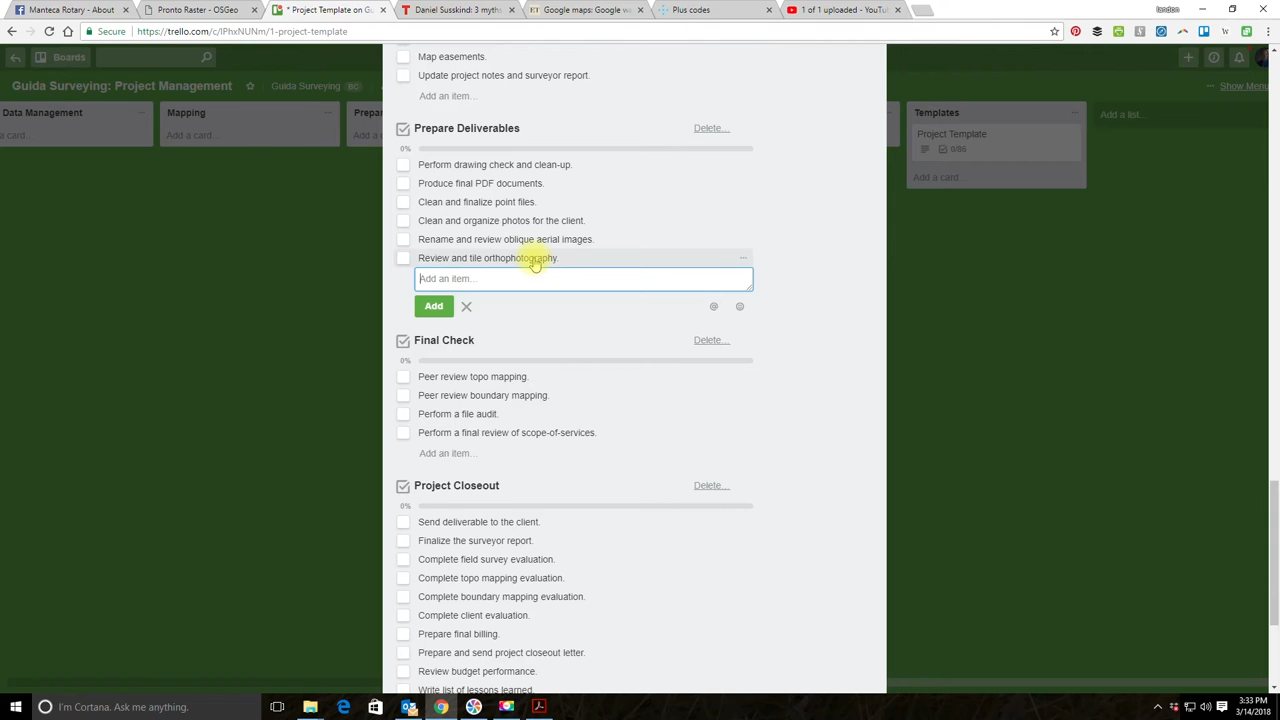 Manteca Rotary - About
Pronto Raster - OSGeo
* Project Template on Gu
Daniel Susskind: 3 myths
Google maps: Google wa
Plus codes
1 of 1 uploaded - YouTu
landon
Secure
https://trello.com/c/IPhxNUNm/1-project-template
Boards
Guida Surveying: Project Management
Guida Surveying
Show Menu
Data Management
Mapping
Prepar
Templates
Add a list…
a card…
Add a card…
Add a
Project Template
0/86
Add a card…
Map easements.
Update project notes and surveyor report.
Add an item…
Prepare Deliverables
Delete…
0%
Perform drawing check and clean-up.
Produce final PDF documents.
Clean and finalize point files.
Clean and organize photos for the client.
Rename and review oblique aerial images.
Review and tile orthophotography.
Add an item…
Add
Final Check
Delete…
0%
Peer review topo mapping.
Peer review boundary mapping.
Perform a file audit.
Perform a final review of scope-of-services.
Add an item…
Project Closeout
Delete…
0%
Send deliverable to the client.
Finalize the surveyor report.
Complete field survey evaluation.
Complete topo mapping evaluation.
Complete boundary mapping evaluation.
Complete client evaluation.
Prepare final billing.
Prepare and send project closeout letter.
Review budget performance.
Write list of lessons learned.
I'm Cortana. Ask me anything.
3:33 PM
3/14/2018